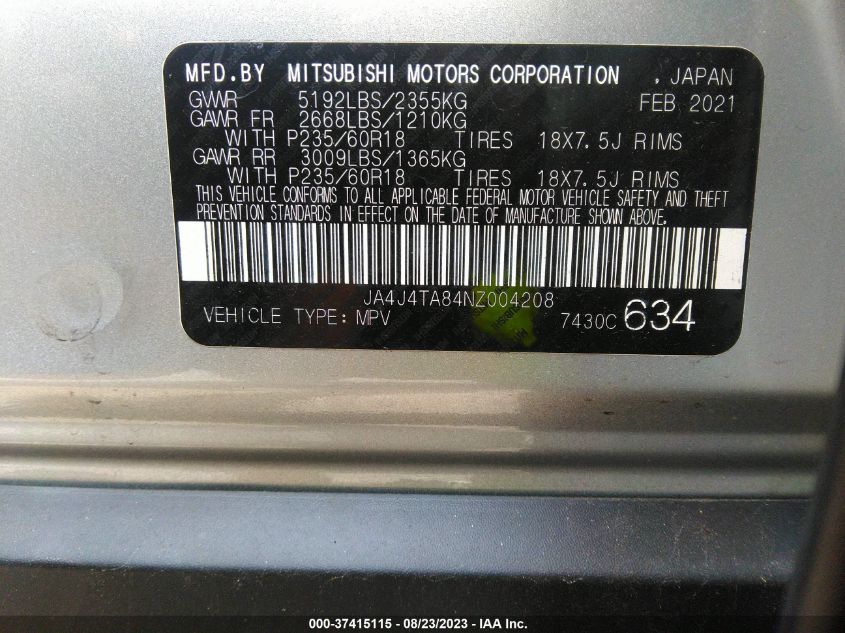 MFD.BY MITSUBISHI MOTORS CORPORATION , JAPAN
GVWR 5192LBS/2355KG FEB 2021
GAWR FR 2668LBS/1210KG
WITH P235/60R18 TIRES 18X7.5J RIMS
GAWR RR 3009LBS/1365KG
WITH P235/60R18 TIRES 18X7.5J RIMS
THIS VEHICLE CONFORMS TO ALL APPLICABLE FEDERAL MOTOR VEHICLE SAFETY AND THEFT
PREVENTION STANDARDS IN EFFECT ON THE DATE OF MANUFACTURE SHOWN ABOVE.
JA4J4TA84NZ004208
VEHICLE TYPE: MPV 7430C 634
000-37415115 - 08/23/2023 - IAA Inc.